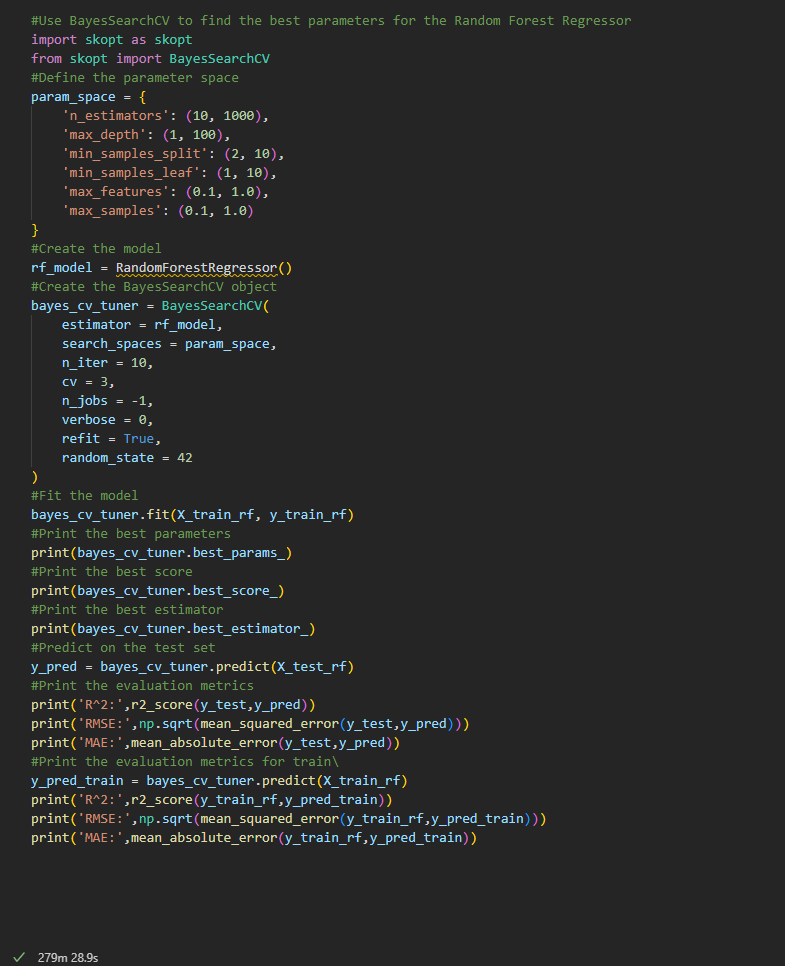 #Use BayesSearchCV to find the best parameters for the Random Forest Regressor
import skopt as skopt
from skopt import BayesSearchCV
#Define the parameter space
param_space = {
    'n_estimators': (10, 1000),
    'max_depth': (1, 100),
    'min_samples_split': (2, 10),
    'min_samples_leaf': (1, 10),
    'max_features': (0.1, 1.0),
    'max_samples': (0.1, 1.0)
}
#Create the model
rf_model = RandomForestRegressor()
#Create the BayesSearchCV object
bayes_cv_tuner = BayesSearchCV(
    estimator = rf_model,
    search_spaces = param_space,
    n_iter = 10,
    cv = 3,
    n_jobs = -1,
    verbose = 0,
    refit = True,
    random_state = 42
)
#Fit the model
bayes_cv_tuner.fit(X_train_rf, y_train_rf)
#Print the best parameters
print(bayes_cv_tuner.best_params_)
#Print the best score
print(bayes_cv_tuner.best_score_)
#Print the best estimator
print(bayes_cv_tuner.best_estimator_)
#Predict on the test set
y_pred = bayes_cv_tuner.predict(X_test_rf)
#Print the evaluation metrics
print('R^2:',r2_score(y_test,y_pred))
print('RMSE:',np.sqrt(mean_squared_error(y_test,y_pred)))
print('MAE:',mean_absolute_error(y_test,y_pred))
#Print the evaluation metrics for train\
y_pred_train = bayes_cv_tuner.predict(X_train_rf)
print('R^2:',r2_score(y_train_rf,y_pred_train))
print('RMSE:',np.sqrt(mean_squared_error(y_train_rf,y_pred_train)))
print('MAE:',mean_absolute_error(y_train_rf,y_pred_train))
279m 28.9s